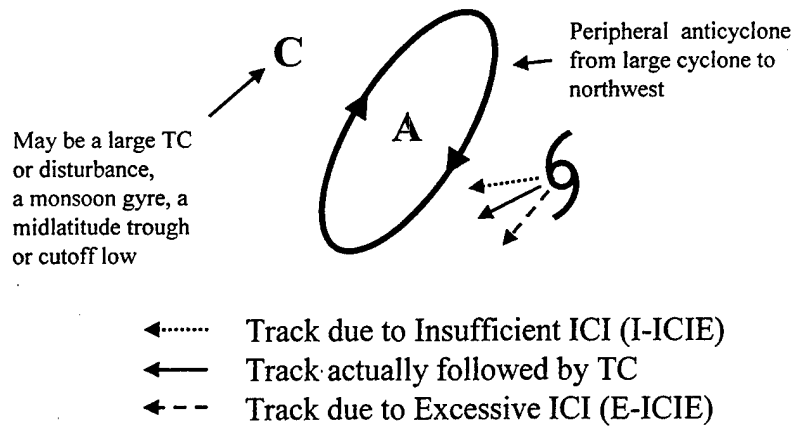 C
Peripheral anticyclone
from large cyclone to
northwest
A
May be a large TC
or disturbance,
a monsoon gyre, a
midlatitude trough
or cutoff low
Track due to Insufficient ICI (I-ICIE)
Track actually followed by TC
Track due to Excessive ICI (E-ICIE)